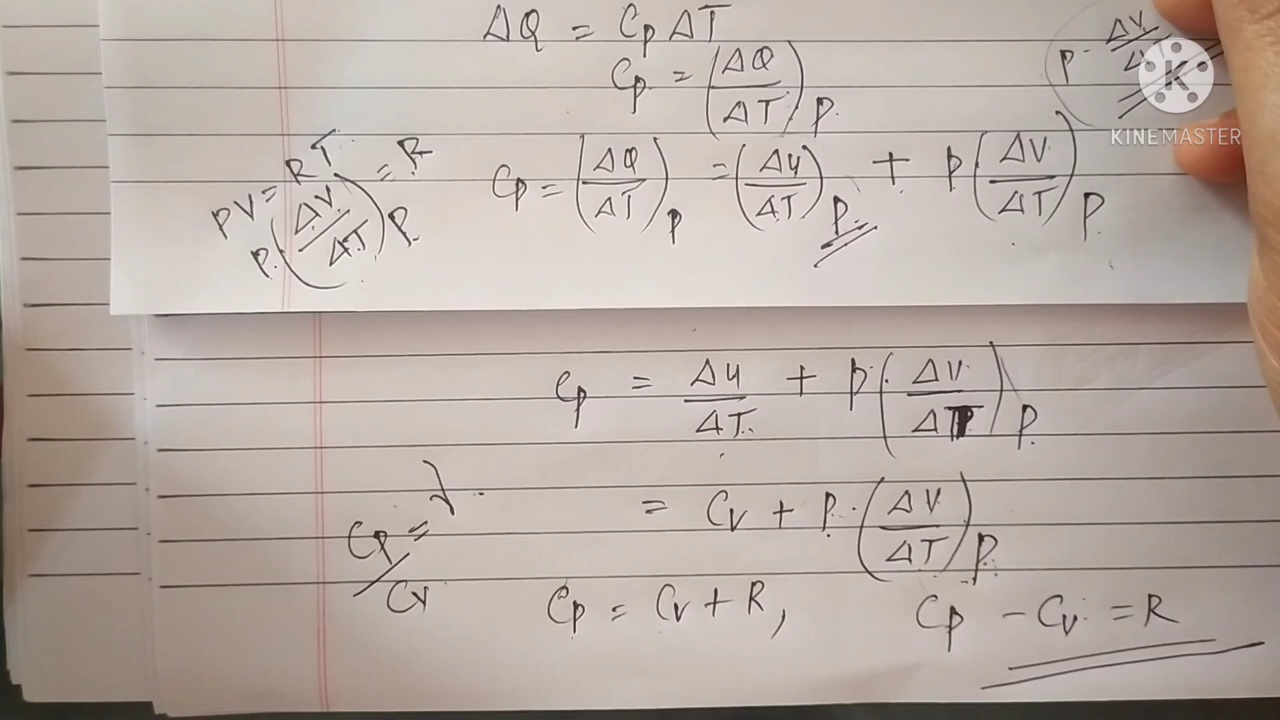 ΔQ = Cp ΔT
Cp = (ΔQ/ΔT)P
P· ΔV/
KINEMASTER
PV = RT
P·(ΔV/ΔT)P = R
Cp = (ΔQ/ΔT)P = (Δu/ΔT)P + P(ΔV/ΔT)P
Cp = Δu/ΔT + P·(ΔV/ΔT)P
= Cv + P·(ΔV/ΔT)P
Cp/Cv =
Cp = Cv + R, Cp - Cv = R